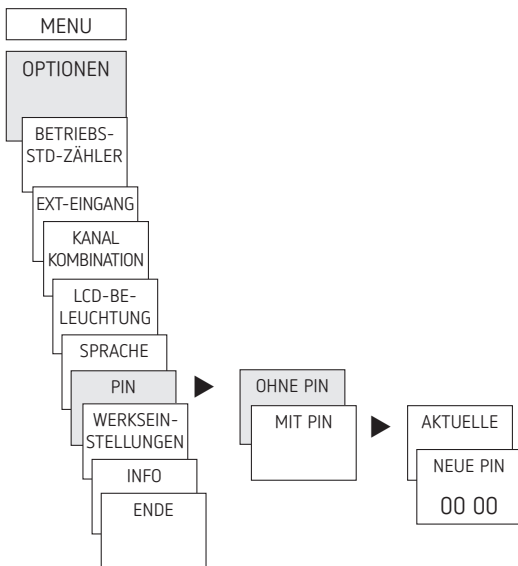 MENU
OPTIONEN
BETRIEBS-
STD-ZÄHLER
EXT-EINGANG
KANAL
KOMBINATION
LCD-BE-
LEUCHTUNG
SPRACHE
PIN
OHNE PIN
MIT PIN
AKTUELLE
NEUE PIN
00 00
WERKSEIN-
STELLUNGEN
INFO
ENDE